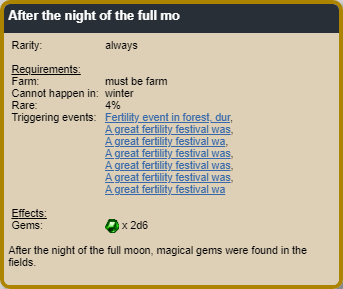 After the night of the full mo
Rarity: always
Requirements:
Farm: must be farm
Cannot happen in: winter
Rare: 4%
Triggering events: Fertility event in forest, dur,
A great fertility festival was,
A great fertility festival wa,
A great fertility festival was,
A great fertility festival was,
A great fertility festival was,
A great fertility festival wa
Effects:
Gems: x 2d6
After the night of the full moon, magical gems were found in the
fields.